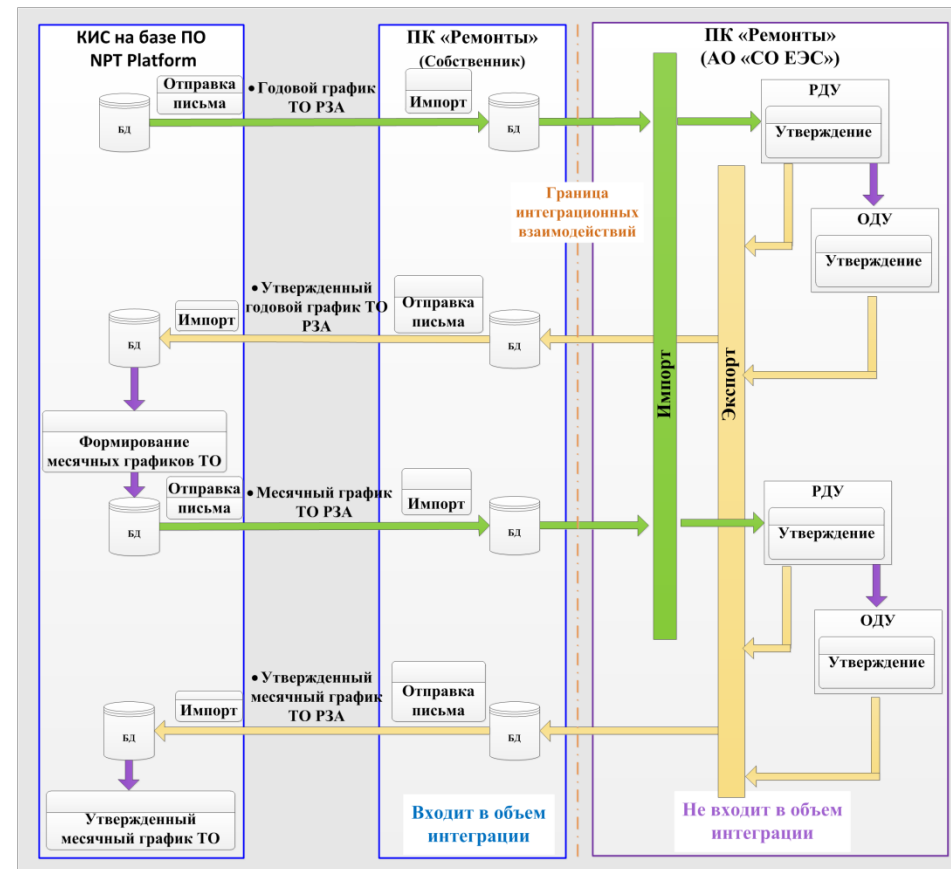 КИС на базе ПО
NPT Platform
ПК «Ремонты»
(Собственник)
ПК «Ремонты»
(АО «СО ЕЭС»)
Отправка
письма
• Годовой график
ТО РЗА
Импорт
БД
БД
РДУ
Утверждение
Граница
интеграционных
взаимодействий
ОДУ
Утверждение
• Утвержденный
годовой график ТО
РЗА
Импорт
Отправка
письма
БД
БД
Импорт
Экспорт
Формирование
месячных графиков ТО
Отправка
письма
• Месячный график
ТО РЗА
Импорт
БД
БД
РДУ
Утверждение
ОДУ
Утверждение
• Утвержденный
месячный график
ТО РЗА
Импорт
Отправка
письма
БД
БД
Утвержденный
месячный график ТО
Входит в объем
интеграции
Не входит в объем
интеграции